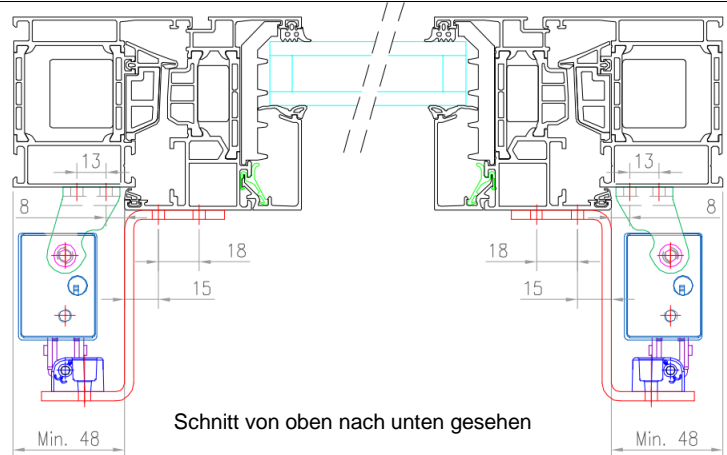 13 13
8 8
18 18
15 15
Schnitt von oben nach unten gesehen
Min. 48 Min. 48